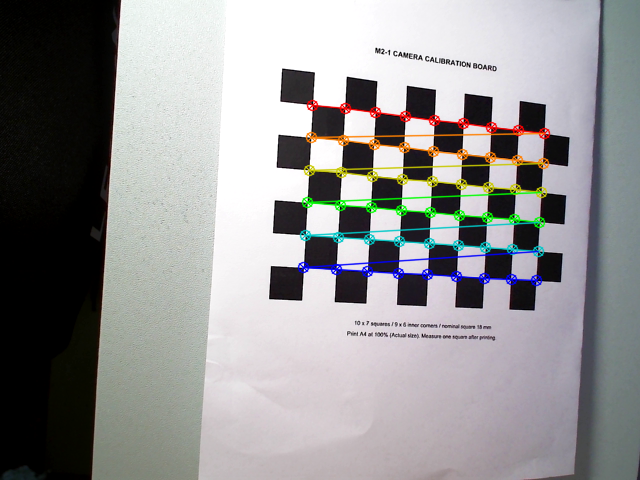 M2-1 CAMERA CALIBRATION BOARD
10 x 7 squares / 9 x 6 inner corners / nominal square 18 mm
Print A4 at 100% (Actual size). Measure one square after printing.